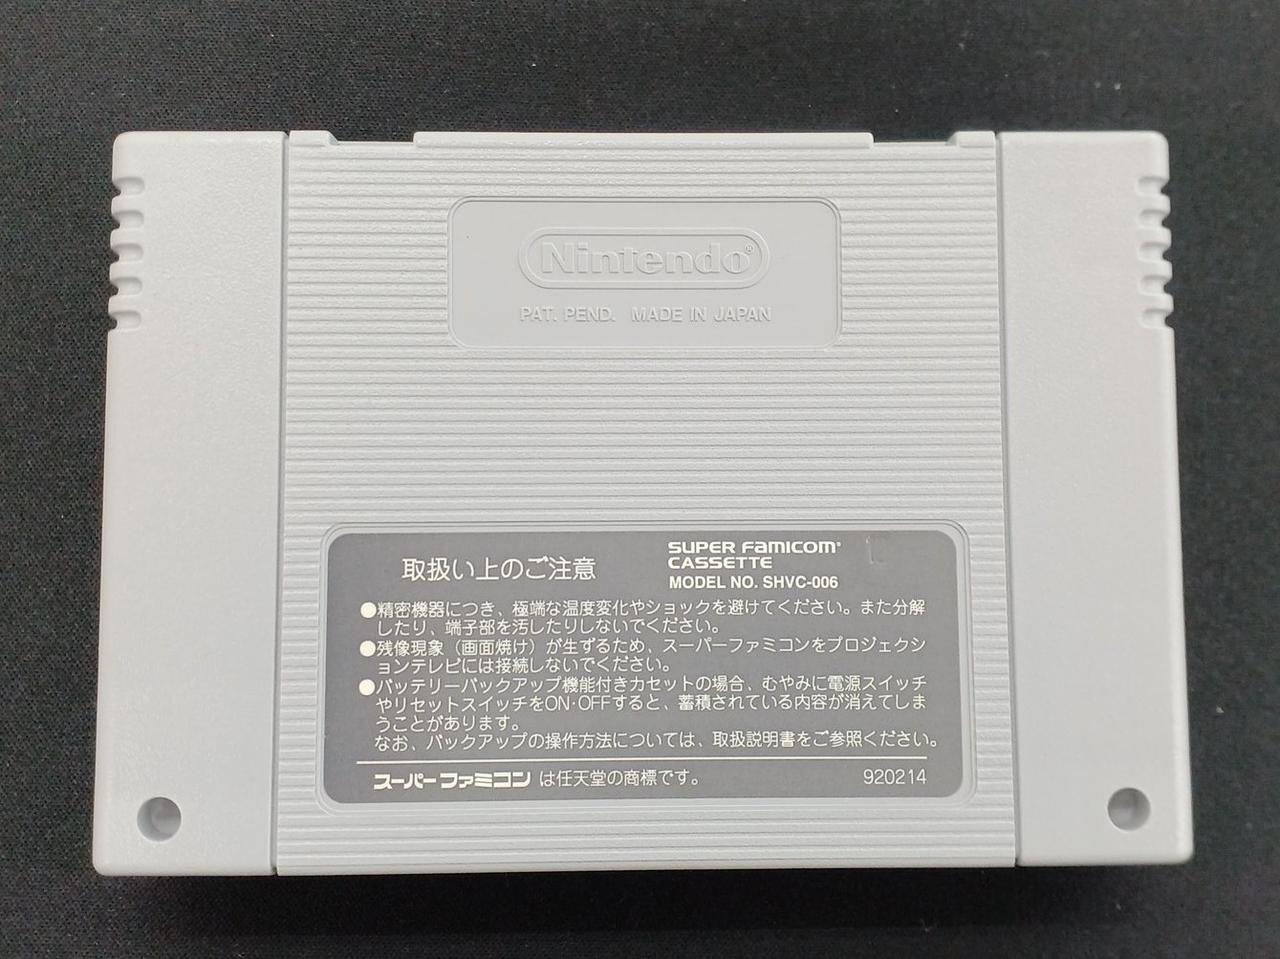 Nintendo®
PAT. PEND. MADE IN JAPAN
取扱い上のご注意
SUPER FAMICOM
CASSETTE
MODEL NO. SHVC-006
●精密機器につき、極端な温度変化やショックを避けてください。また分解
したり、端子部を汚したりしないでください。
●残像現象（画面焼け）が生ずるため、スーパーファミコンをプロジェクシ
ョンテレビには接続しないでください。
●バッテリーバックアップ機能付きカセットの場合、むやみに電源スイッチ
やリセットスイッチをON・OFFすると、蓄積されている内容が消えてしま
うことがあります。
なお、バックアップの操作方法については、取扱説明書をご参照ください。
スーパーファミコン は任天堂の商標です。 920214